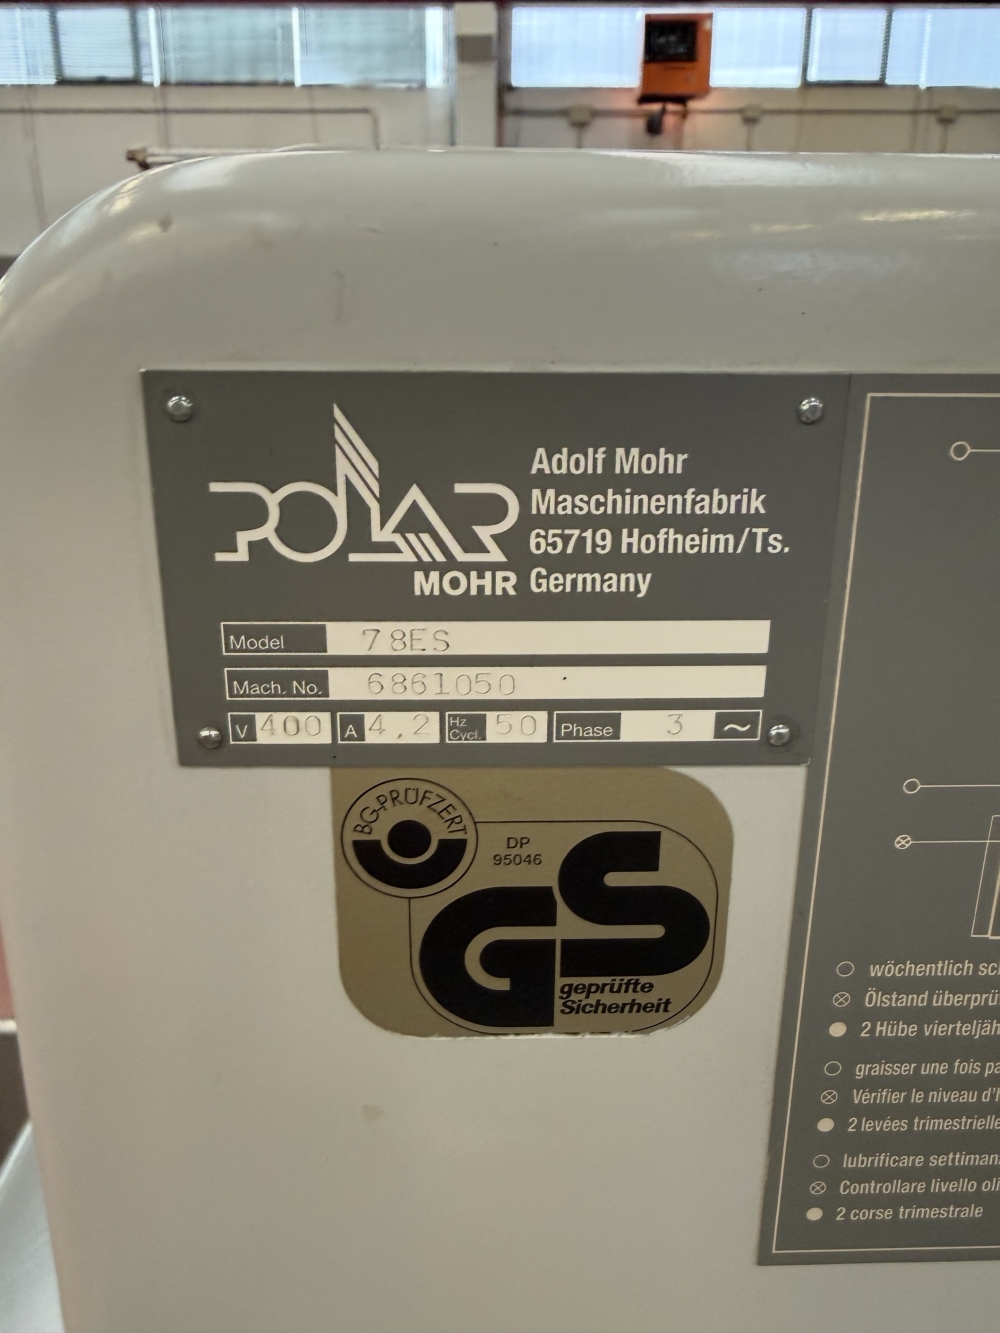 POLAR
MOHR
Adolf Mohr
Maschinenfabrik
65719 Hofheim/Ts.
Germany
Model 78ES
Mach. No. 6861050
V 400 A 4,2 Hz Cycl. 50 Phase 3 ~
BG-PRÜFZERT
DP
95046
GS
geprüfte
Sicherheit
wöchentlich
Ölstand
2 Hübe
graisser une fois
Vérifier le niveau
2 levées
lubrificare
Controllare livello
2 corse trimestrale